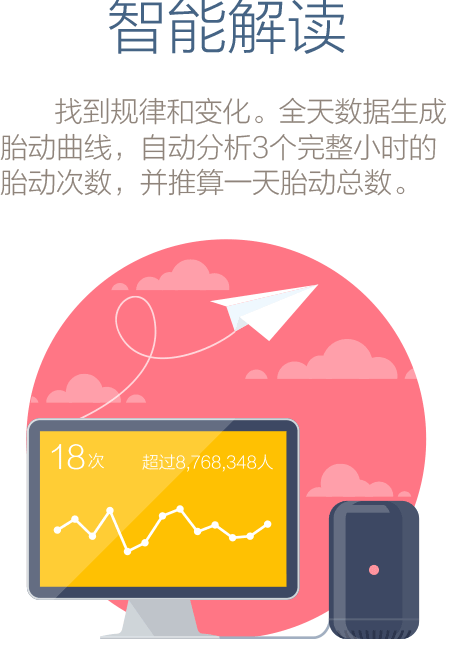 智能解读
找到规律和变化。全天数据生成
胎动曲线，自动分析3个完整小时的
胎动次数，并推算一天胎动总数。
18次 超过8,768,348人